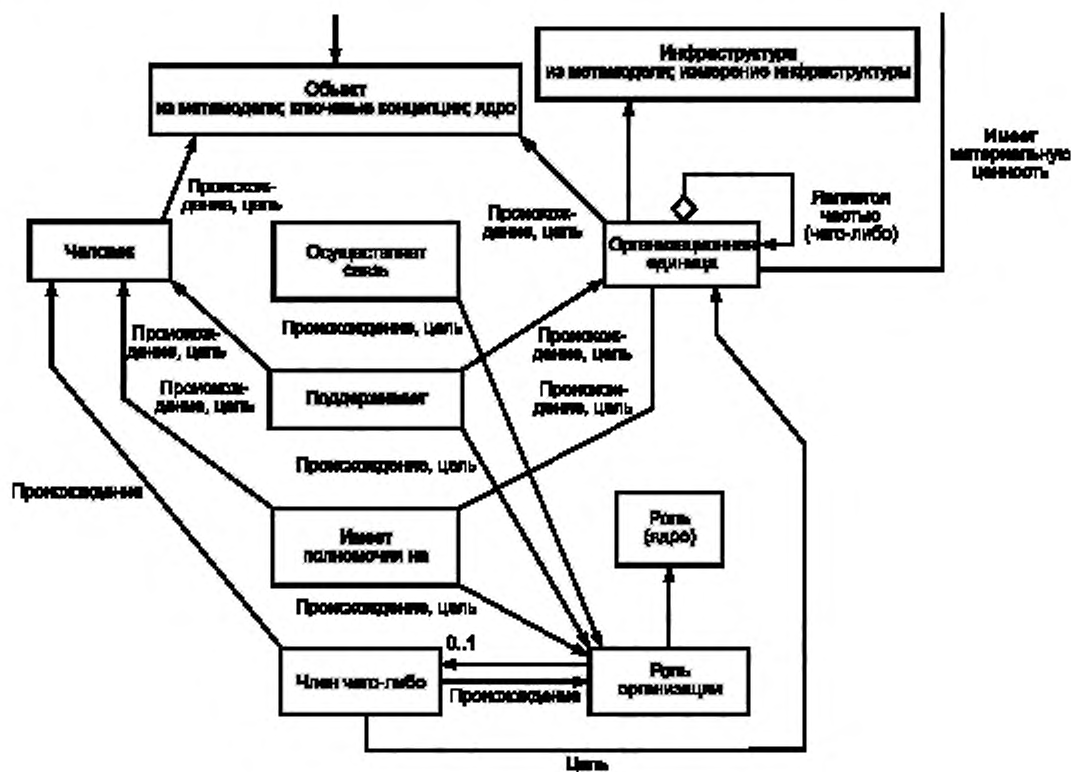 Объект
из метамодели; ключевые концепции; ядро
Инфраструктура
из метамодели; измерение инфраструктуры
Имеет
материальную
ценность
Происхож-
дение, цель
Происхож-
дение, цель
Является
частью
(чего-либо)
Человек
Осуществляет
связь
Организационная
единица
Происхождение, цель
Происхож-
дение, цель
Происхож-
дение, цель
Происхож-
дение, цель
Поддерживает
Происхож-
дение, цель
Происхождение, цель
Происхождение
Имеет
полномочия на
Роль
(ядро)
Происхождение, цель
0..1
Член чего-либо
Происхождение
Роль
организации
Цель